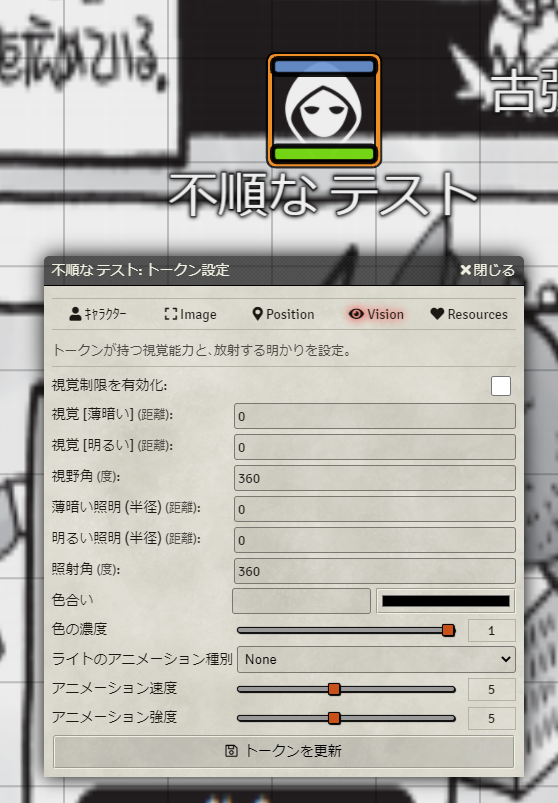 を広めている。
古
不順な テスト
不順な テスト: トークン設定
閉じる
キャラクター
Image
Position
Vision
Resources
トークンが持つ視覚能力と、放射する明かりを設定。
視覚制限を有効化:
視覚 [薄暗い] (距離):
0
視覚 [明るい] (距離):
0
視野角 (度):
360
薄暗い照明 (半径) (距離):
0
明るい照明 (半径) (距離):
0
照射角 (度):
360
色合い
色の濃度
1
ライトのアニメーション種別
None
アニメーション速度
5
アニメーション強度
5
トークンを更新